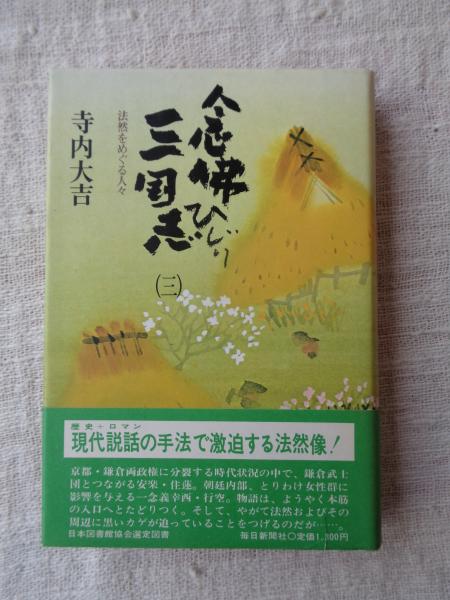 念佛ひじり
三国志
㈢
法然をめぐる人々
寺内大吉
歴史+ロマン
現代説話の手法で激迫する法然像!
京都・鎌倉両政権に分裂する時代状況の中で、鎌倉武士
団とつながる安楽・住蓮。朝廷内部、とりわけ女性群に
影響を与える一念義幸西・行空。物語は、ようやく本筋
の入口へとたどりつく。そして、やがて法然およびその
周辺に黒いカゲが迫っていることをつげるのだが……。
日本図書館協会選定図書
毎日新聞社○定価1,300円